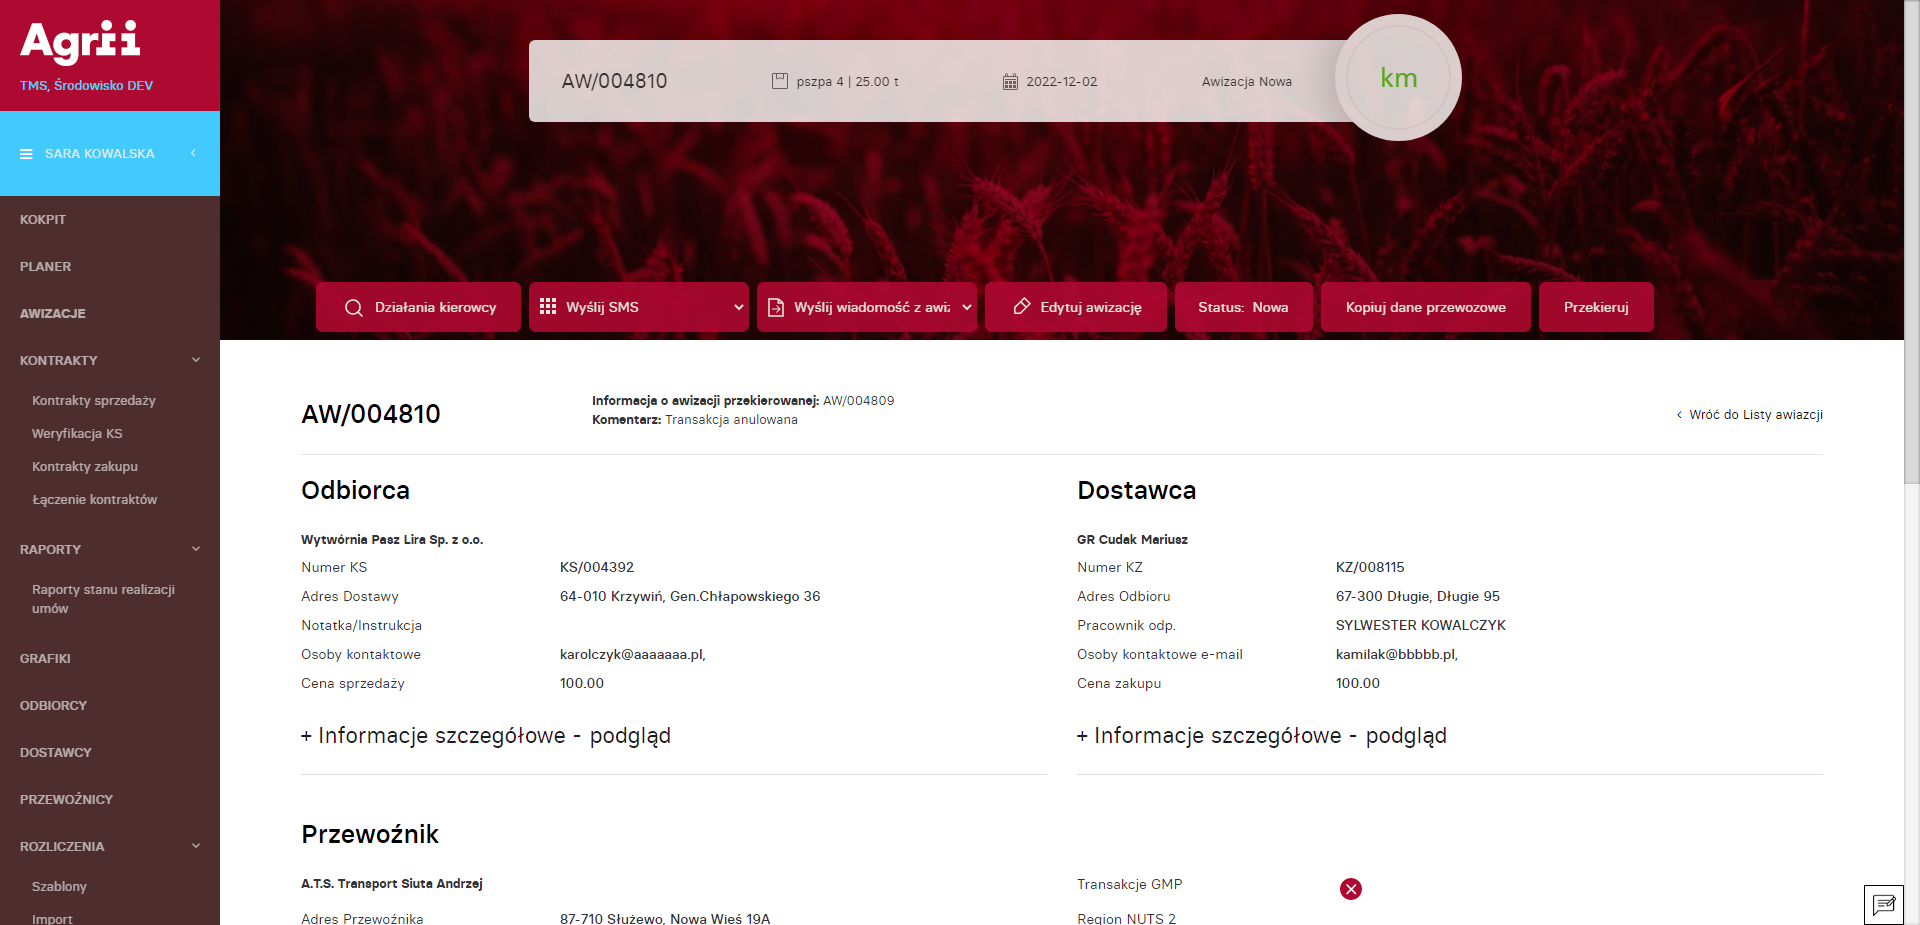 Agrii
TMS, Środowisko DEV
SARA KOWALSKA
KOKPIT
PLANER
AWIZACJE
KONTRAKTY
Kontrakty sprzedaży
Weryfikacja KS
Kontrakty zakupu
Łączenie kontraktów
RAPORTY
Raporty stanu realizacji
umów
GRAFIKI
ODBIORCY
DOSTAWCY
PRZEWOŹNICY
ROZLICZENIA
Szablony
Import
AW/004810 pszpa 4 | 25.00 t 2022-12-02 Awizacja Nowa km
Działania kierowcy Wyślij SMS Wyślij wiadomość z awiz Edytuj awizację Status: Nowa Kopiuj dane przewozowe Przekieruj
AW/004810
Informacja o awizacji przekierowanej: AW/004809
Komentarz: Transakcja anulowana
Wróć do Listy awiazcji
Odbiorca
Wytwórnia Pasz Lira Sp. z o.o.
Numer KS KS/004392
Adres Dostawy 64-010 Krzywiń, Gen.Chłapowskiego 36
Notatka/Instrukcja
Osoby kontaktowe karolczyk@aaaaaaa.pl,
Cena sprzedaży 100.00
+ Informacje szczegółowe - podgląd
Dostawca
GR Cudak Mariusz
Numer KZ KZ/008115
Adres Odbioru 67-300 Długie, Długie 95
Pracownik odp. SYLWESTER KOWALCZYK
Osoby kontaktowe e-mail kamilak@bbbbb.pl,
Cena zakupu 100.00
+ Informacje szczegółowe - podgląd
Przewoźnik
A.T.S. Transport Siuta Andrzej
Adres Przewoźnika 87-710 Służewo, Nowa Wieś 19A
Transakcje GMP
Region NUTS 2